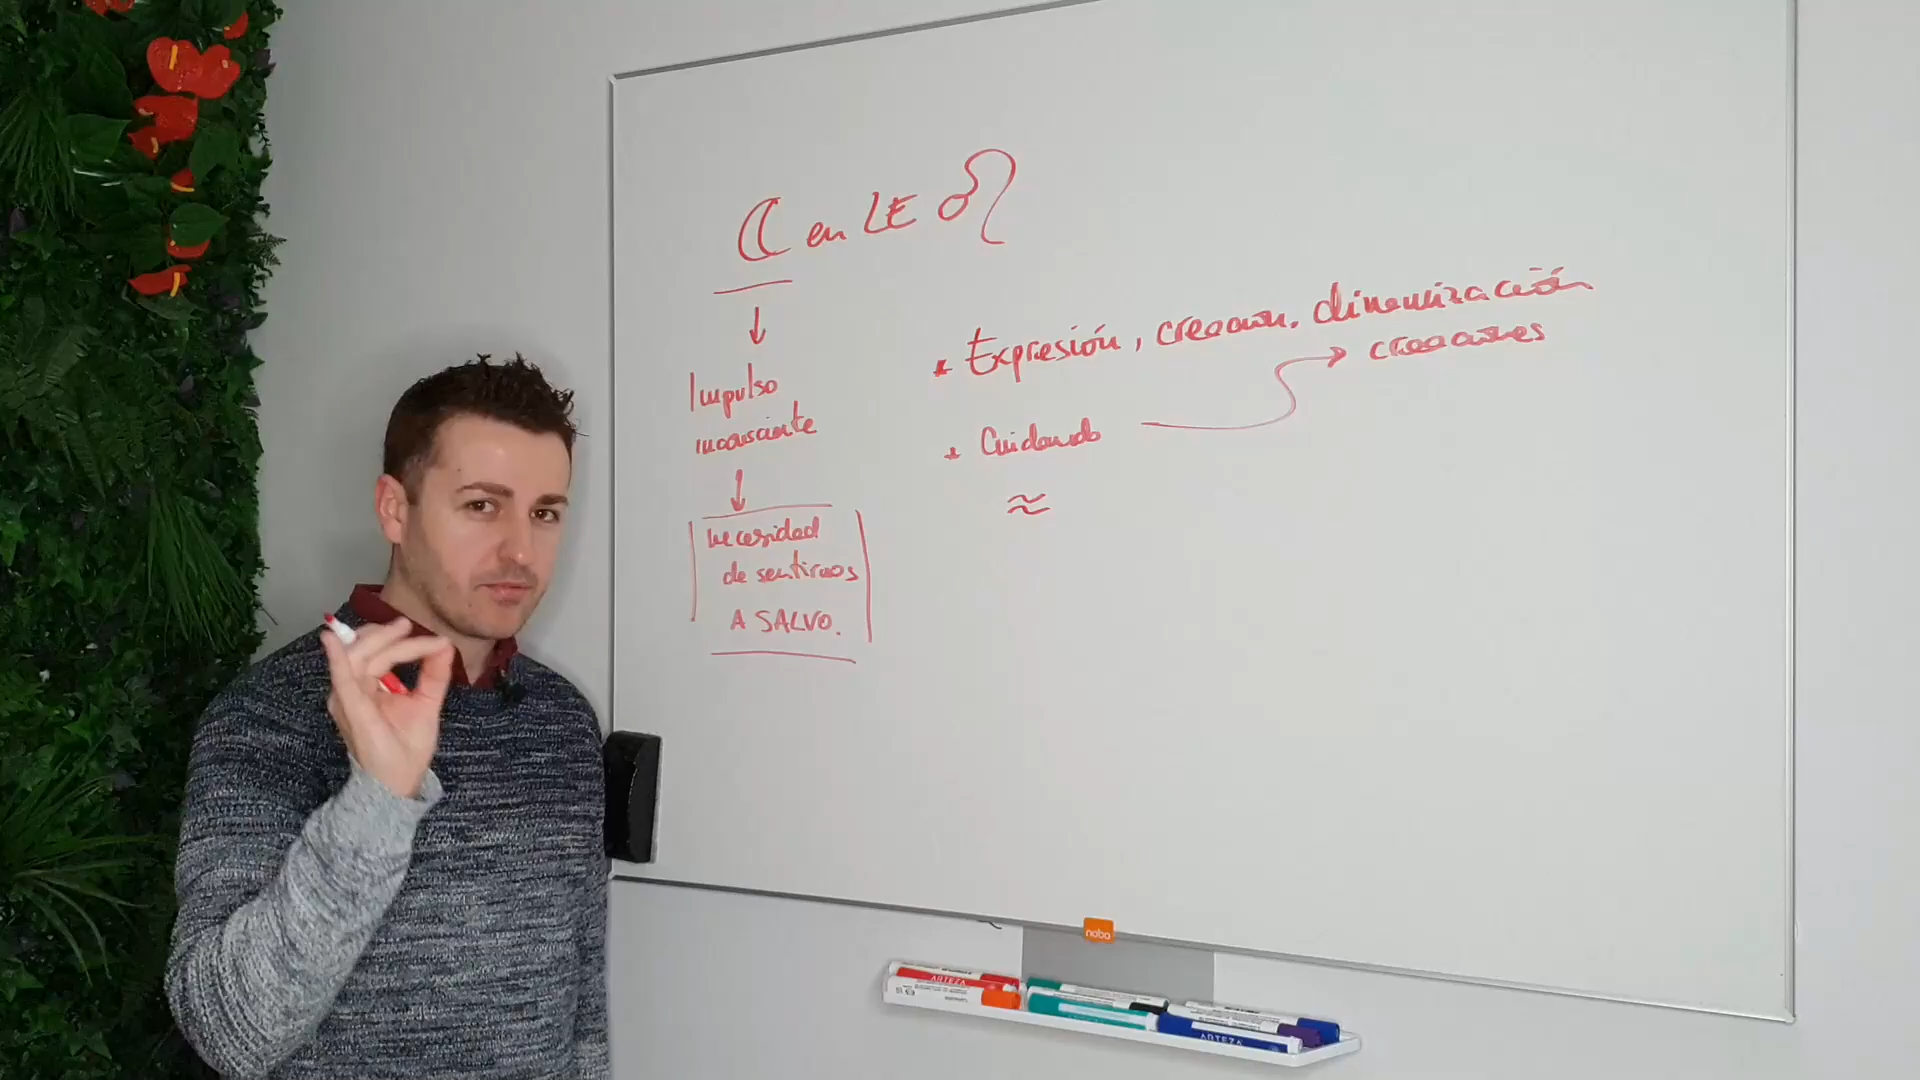 ☾ en LEO
Impulso
inconsciente
necesidad
de sentirnos
A SALVO.
* Expresión, creación, dinamización
* Cuidando → creaciones
≈
nobo
ARTEZA
ARTEZA